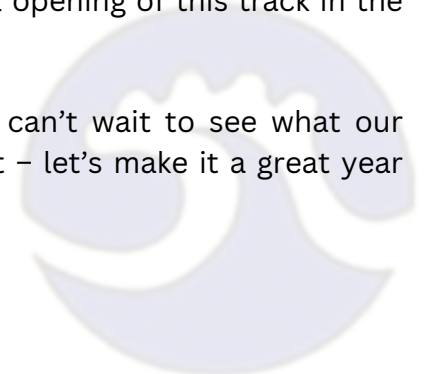 opening of this track in the
can’t wait to see what our
t – let’s make it a great year